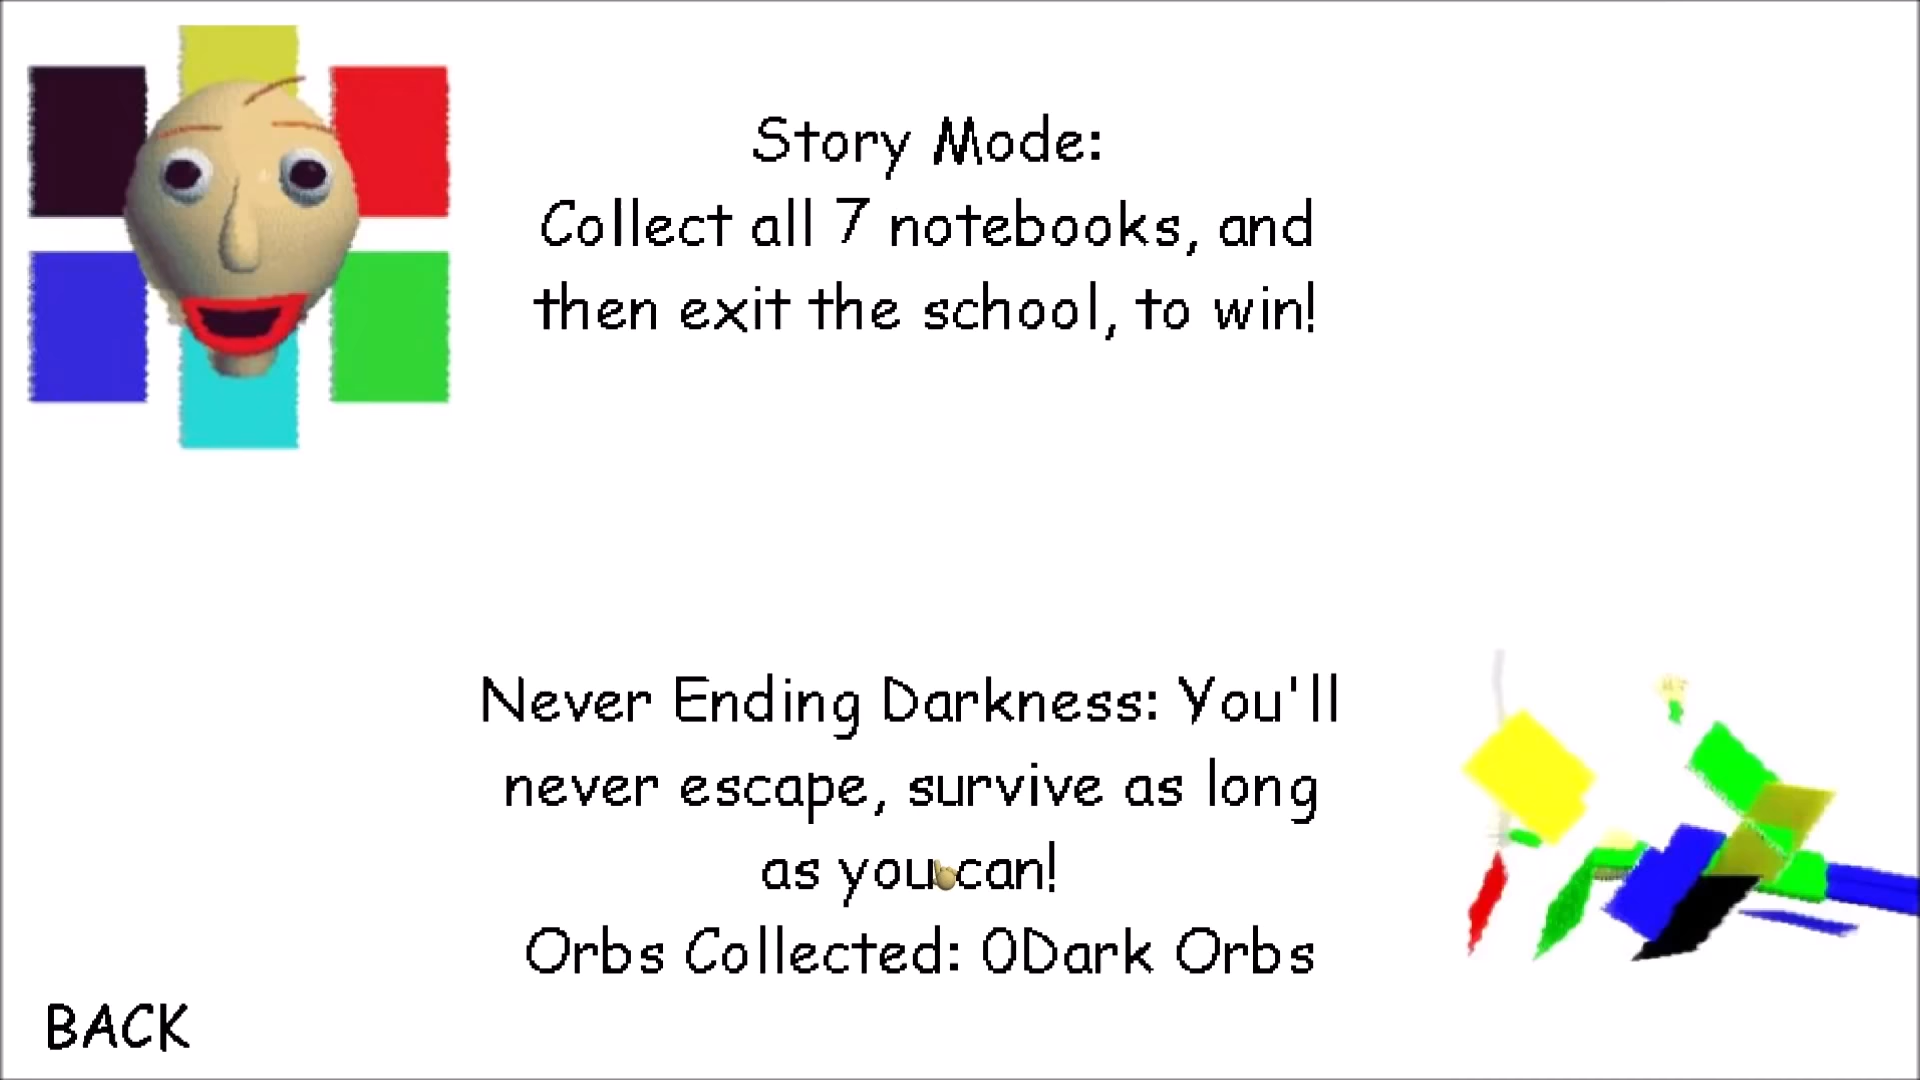 Story Mode:
Collect all 7 notebooks, and
then exit the school, to win!
Never Ending Darkness: You'll
never escape, survive as long
as you can!
Orbs Collected: 0Dark Orbs
BACK